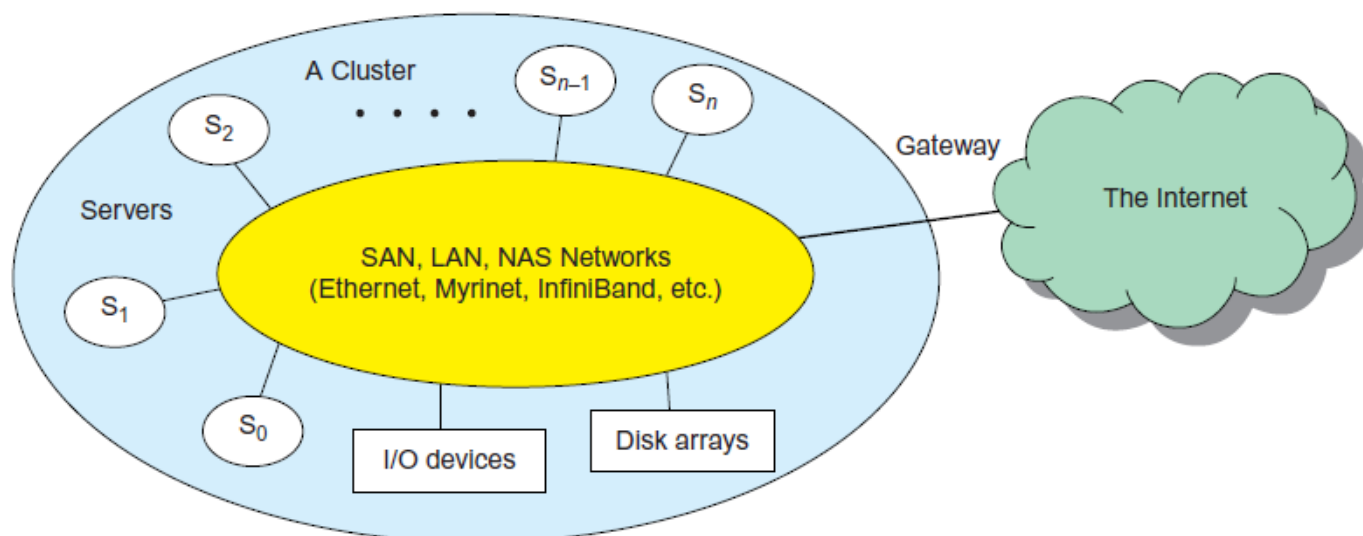 A Cluster
S₂
. . . .
Sₙ₋₁
Sₙ
Gateway
The Internet
Servers
SAN, LAN, NAS Networks
(Ethernet, Myrinet, InfiniBand, etc.)
S₁
S₀
I/O devices
Disk arrays